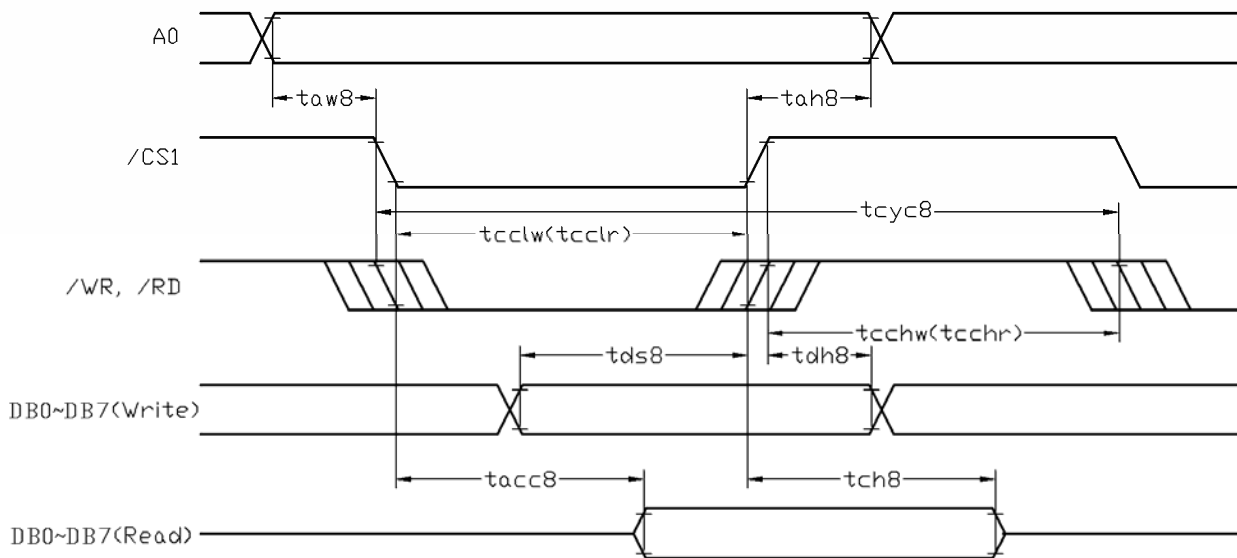 A0
taw8
tah8
/CS1
tcyc8
tcclw(tcclr)
/WR, /RD
tcchw(tcchr)
tds8
tdh8
DB0~DB7(Write)
tacc8
tch8
DB0~DB7(Read)